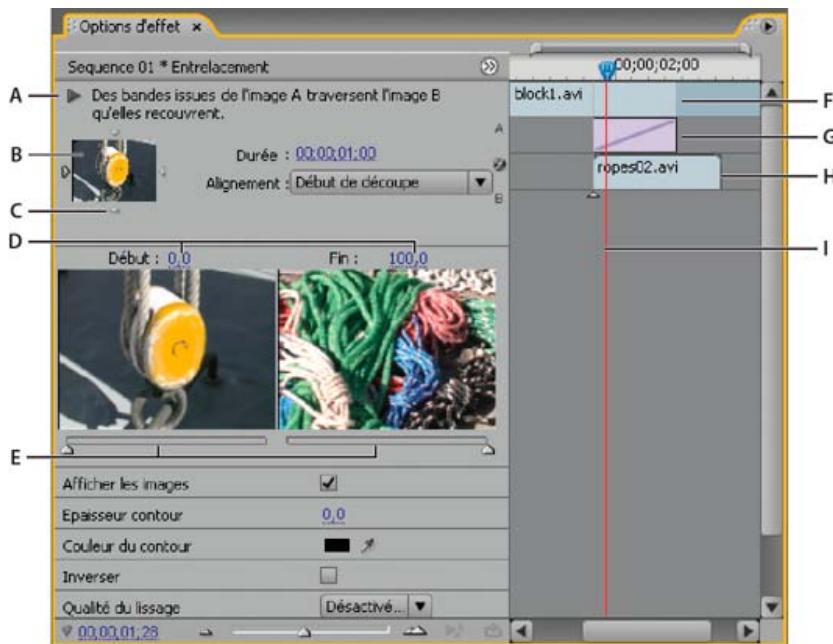 Options d'effet
Sequence 01 * Entrelacement
00;00;02;00
A
Des bandes issues de l'image A traversent l'image B
qu'elles recouvrent.
block1.avi
F
A
B
G
Durée : 00;00;01;00
Alignement : Début de découpe
B
ropes02.avi
H
C
D
Début : 0,0
Fin : 100,0
I
E
Afficher les images
Epaisseur contour 0,0
Couleur du contour
Inverser
Qualité du lissage Désactivé...
00;00;01;28